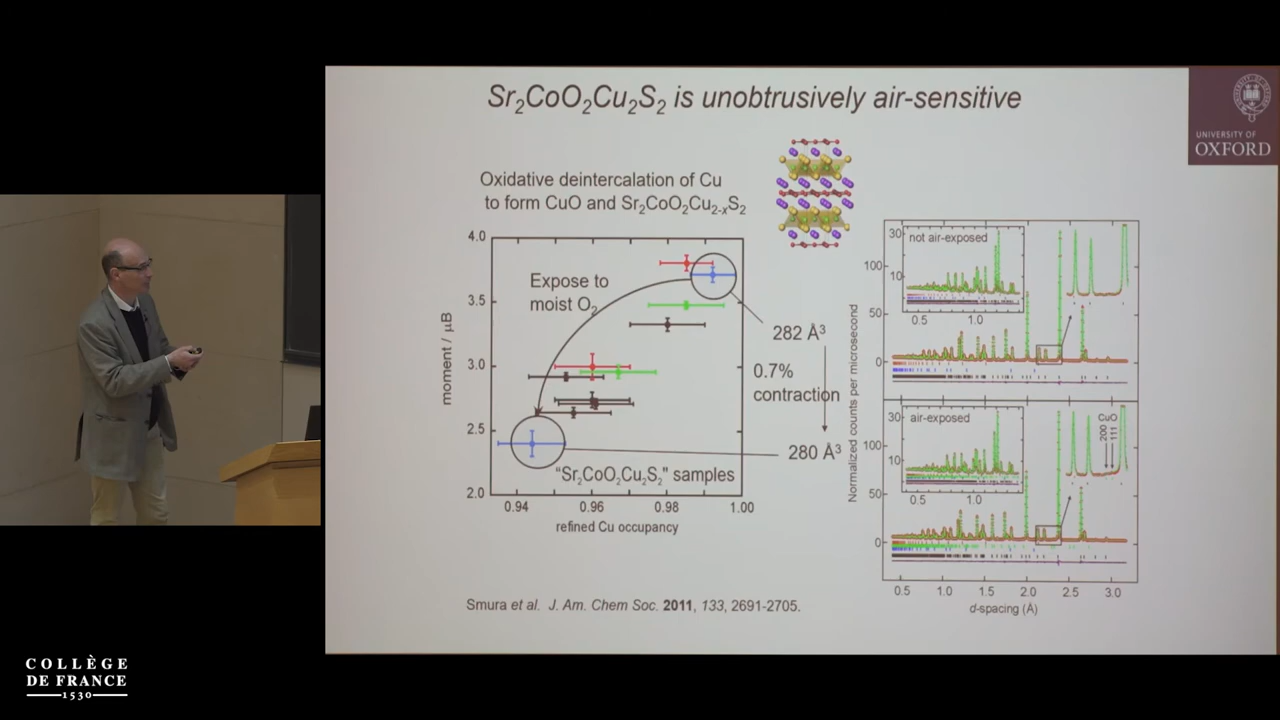 Sr₂CoO₂Cu₂S₂ is unobtrusively air-sensitive
UNIVERSITY OF
OXFORD
Oxidative deintercalation of Cu
to form CuO and Sr₂CoO₂Cu₂₋ₓS₂
4.0
3.5
3.0
2.5
2.0
moment / μB
Expose to
moist O₂
"Sr₂CoO₂Cu₂S₂" samples
0.94
0.96
0.98
1.00
refined Cu occupancy
282 Å³
0.7%
contraction
280 Å³
Normalized counts per microsecond
30
10
not air-exposed
0.5
1.0
100
50
0
30
10
air-exposed
0.5
1.0
CuO
200
111
100
50
0
0.5
1.0
1.5
2.0
2.5
3.0
d-spacing (Å)
Smura et al. J. Am. Chem Soc. 2011, 133, 2691-2705.
COLLÈGE
DE FRANCE
1530